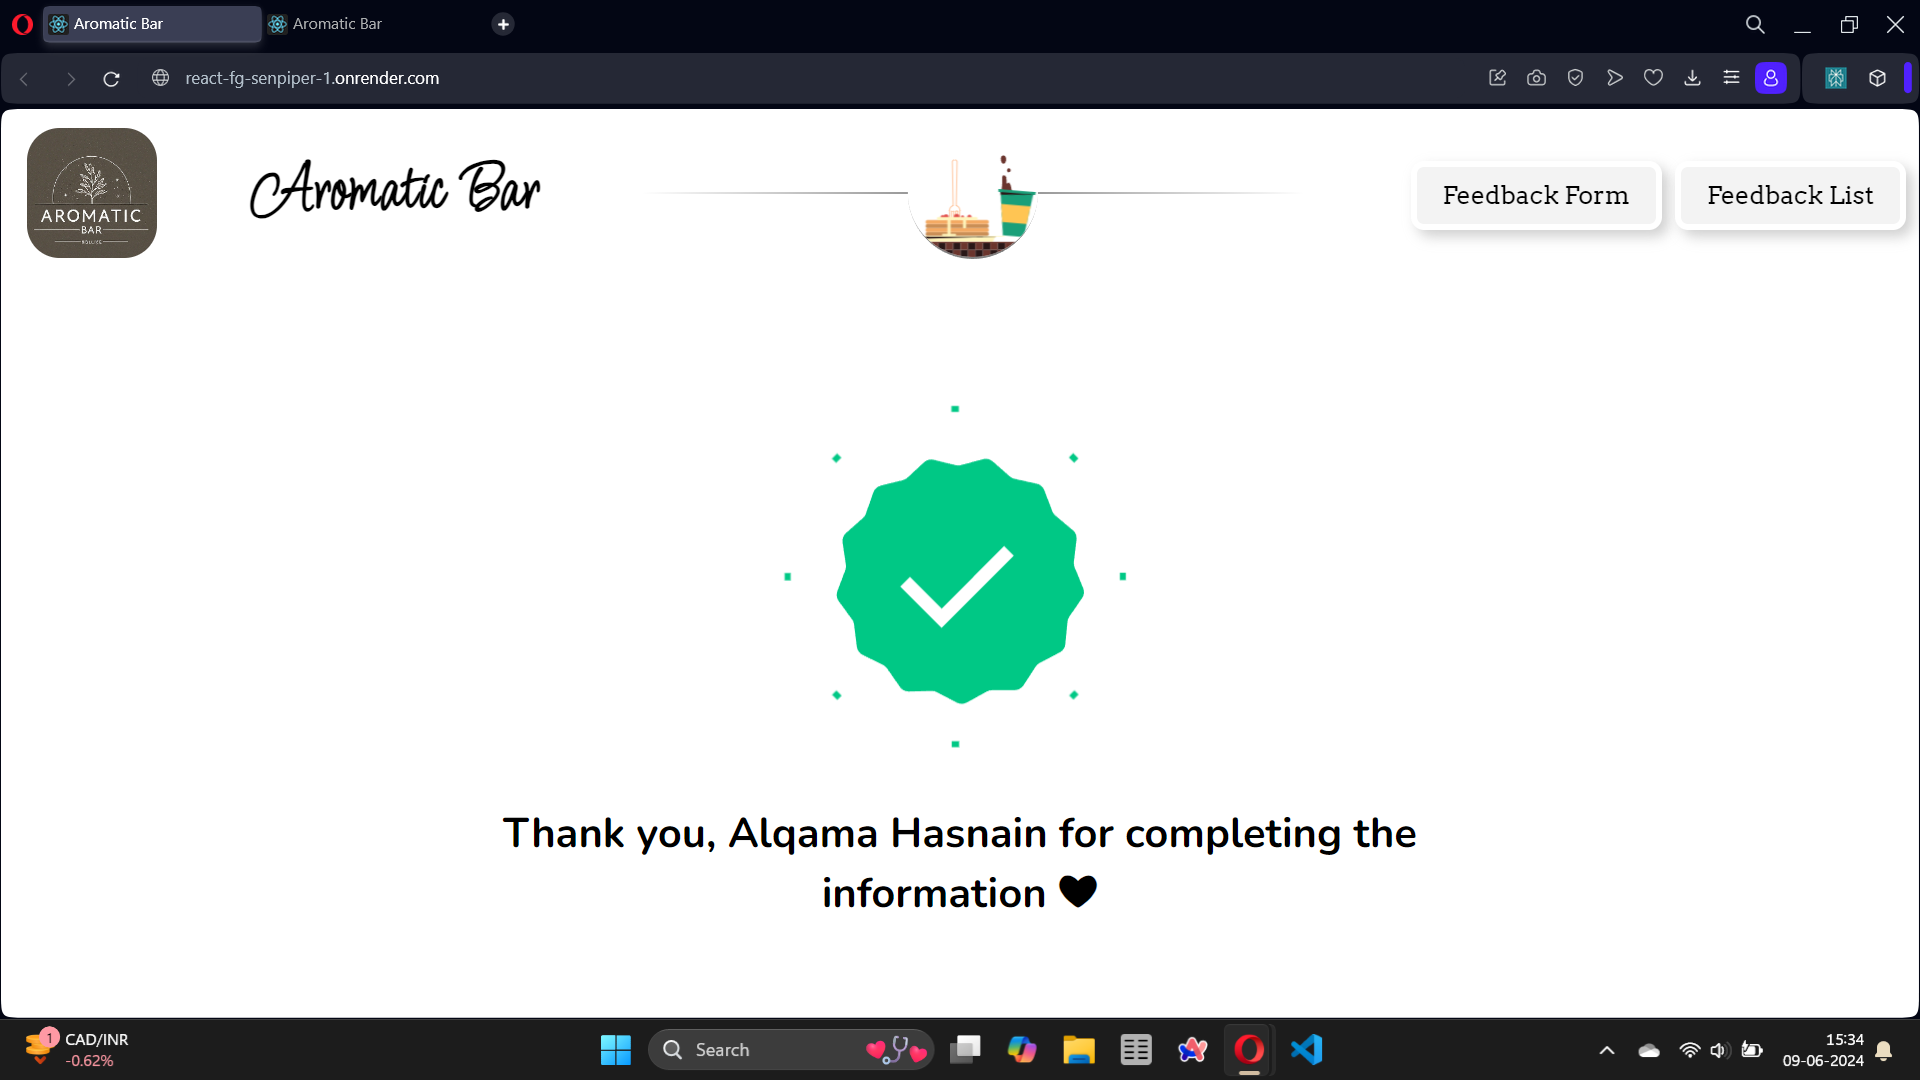 Aromatic Bar
Aromatic Bar
react-fg-senpiper-1.onrender.com
AROMATIC
BAR
Aromatic Bar
Feedback Form
Feedback List
Thank you, Alqama Hasnain for completing the
information 🖤
1
CAD/INR
-0.62%
Search
15:34
09-06-2024